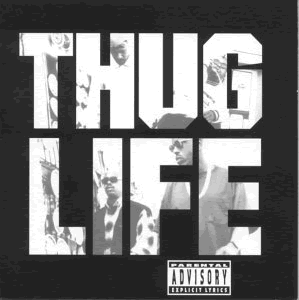 THUG
LIFE
PARENTAL
ADVISORY
EXPLICIT LYRICS